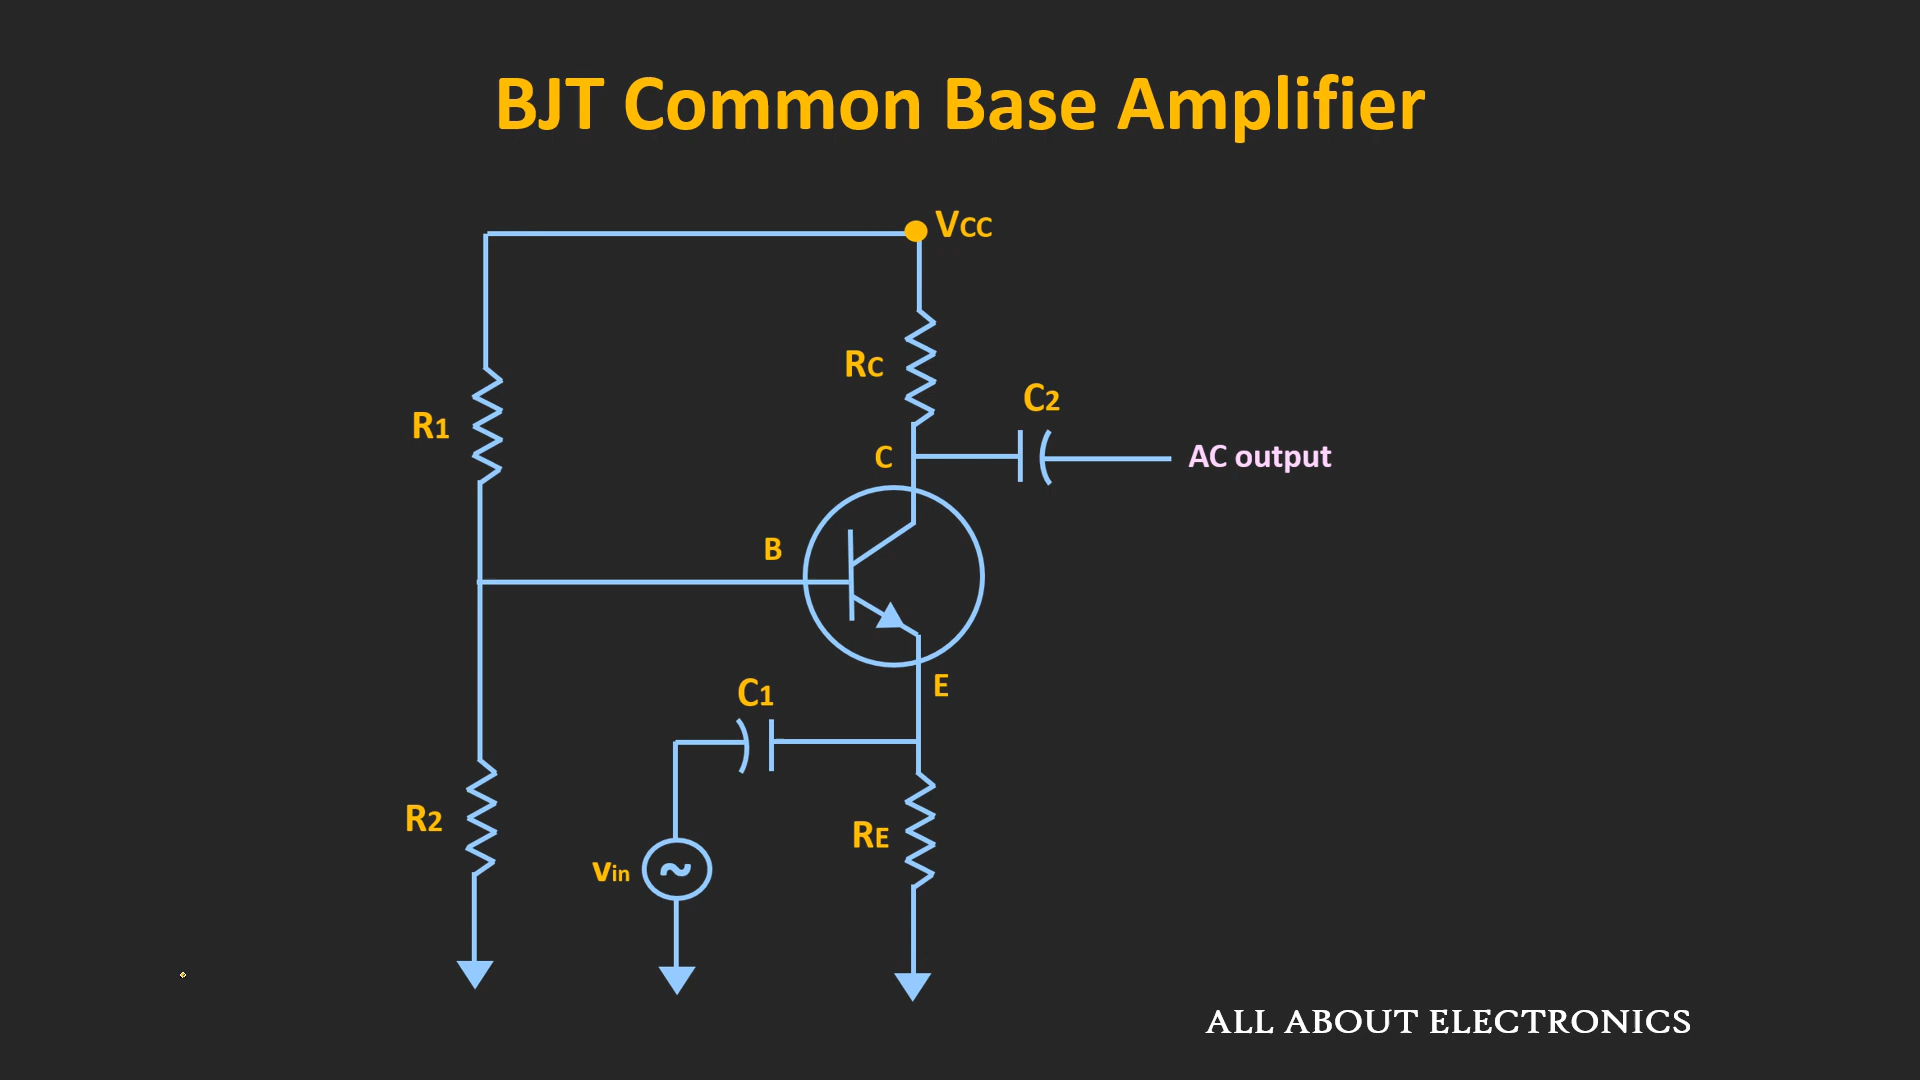 BJT Common Base Amplifier
VCC
RC
C2
R1
C
AC output
B
E
C1
R2
RE
vin
ALL ABOUT ELECTRONICS